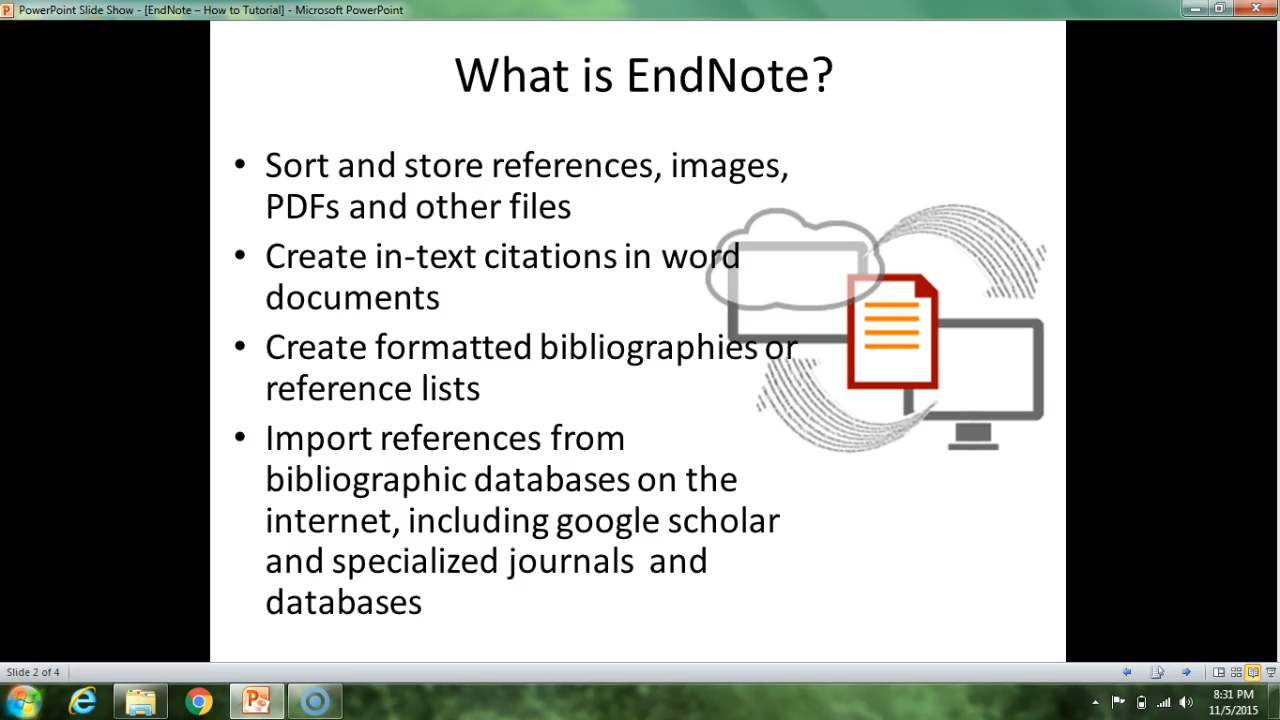 PowerPoint Slide Show - [EndNote – How to Tutorial] - Microsoft PowerPoint
What is EndNote?
• Sort and store references, images,
PDFs and other files
• Create in-text citations in word
documents
• Create formatted bibliographies or
reference lists
• Import references from
bibliographic databases on the
internet, including google scholar
and specialized journals and
databases
Slide 2 of 4
8:31 PM
11/5/2015